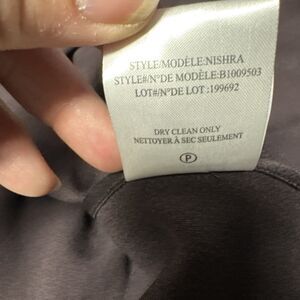 STYLE/MODÈLE:NISHRA
STYLE#/N°DE MODÈLE:B1009503
LOT#/N°DE LOT :199692
DRY CLEAN ONLY
NETTOYER À SEC SEULEMENT
P